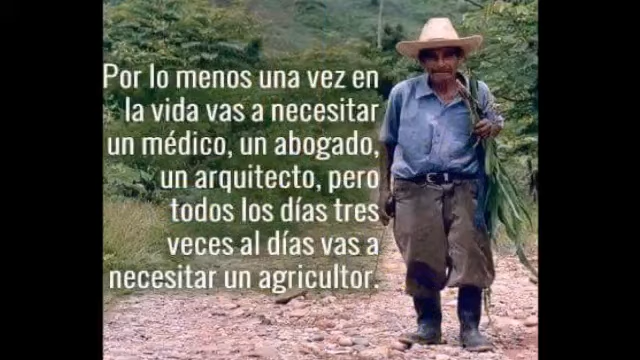 Por lo menos una vez en
la vida vas a necesitar
un médico, un abogado,
un arquitecto, pero
todos los días tres
veces al días vas a
necesitar un agricultor.